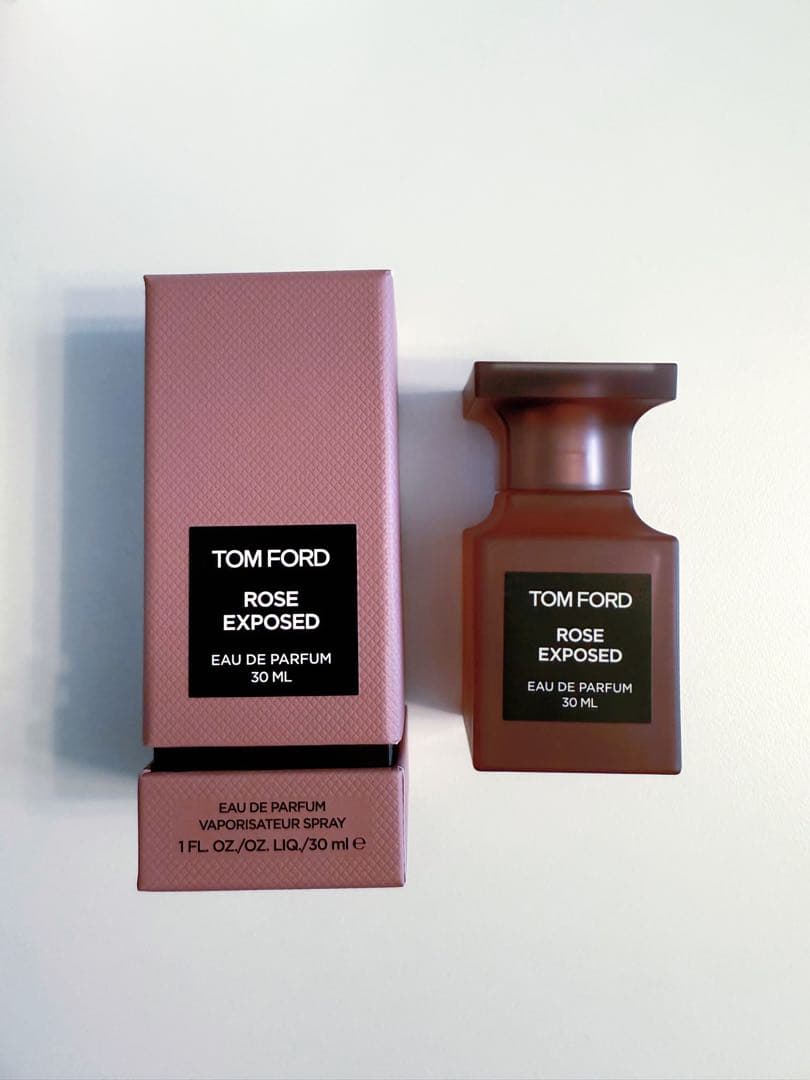 TOM FORD
ROSE
EXPOSED
EAU DE PARFUM
30 ML
EAU DE PARFUM
VAPORISATEUR SPRAY
1 FL. OZ./OZ. LIQ./30 ml ℮
TOM FORD
ROSE
EXPOSED
EAU DE PARFUM
30 ML